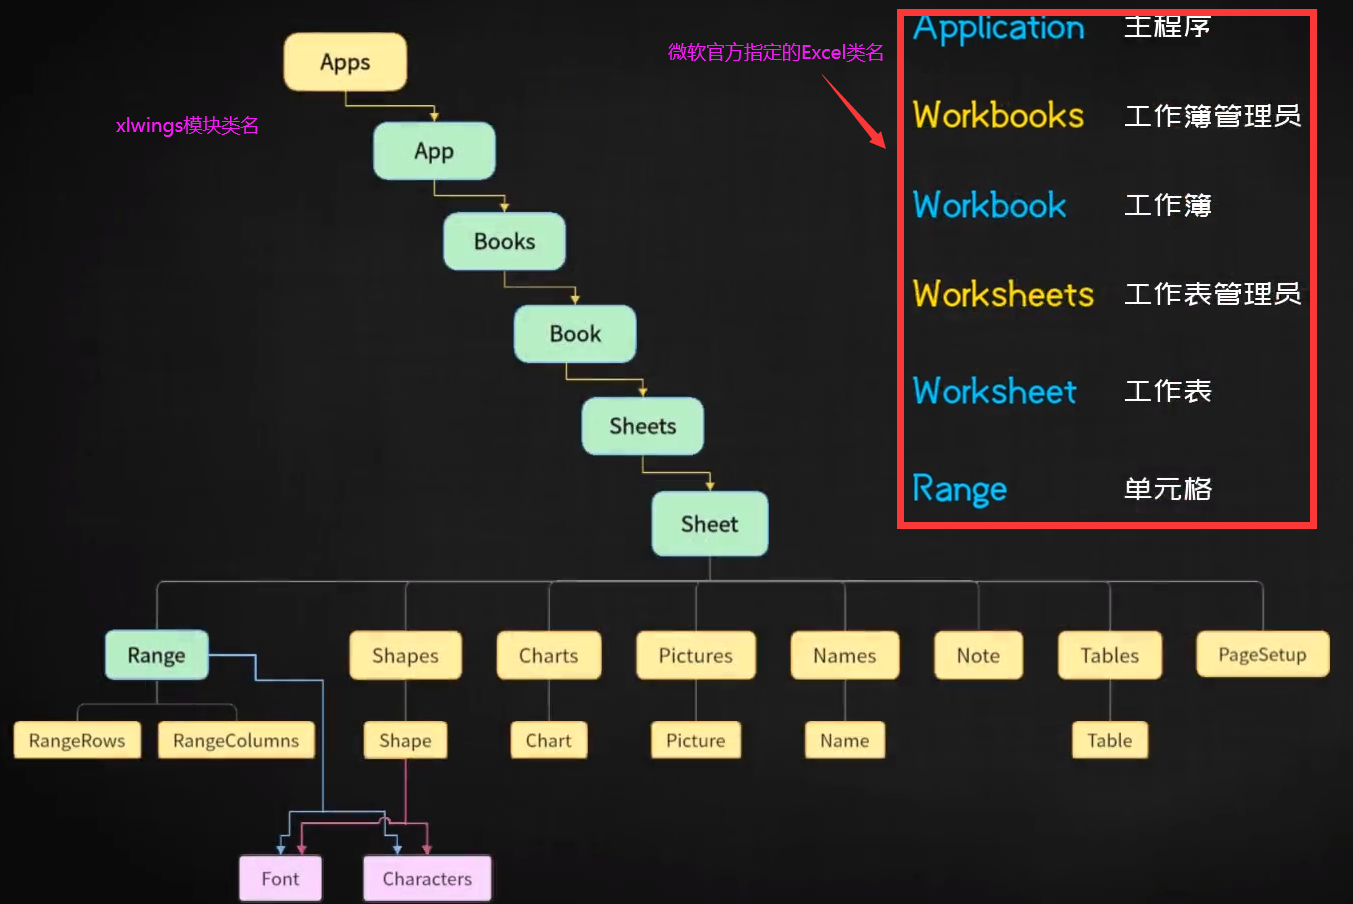 Apps
xlwings模块类名
App
Books
Book
Sheets
Sheet
微软官方指定的Excel类名
Application 主程序
Workbooks 工作簿管理员
Workbook 工作簿
Worksheets 工作表管理员
Worksheet 工作表
Range 单元格
Range Shapes Charts Pictures Names Note Tables PageSetup
RangeRows RangeColumns Shape Chart Picture Name Table
Font Characters